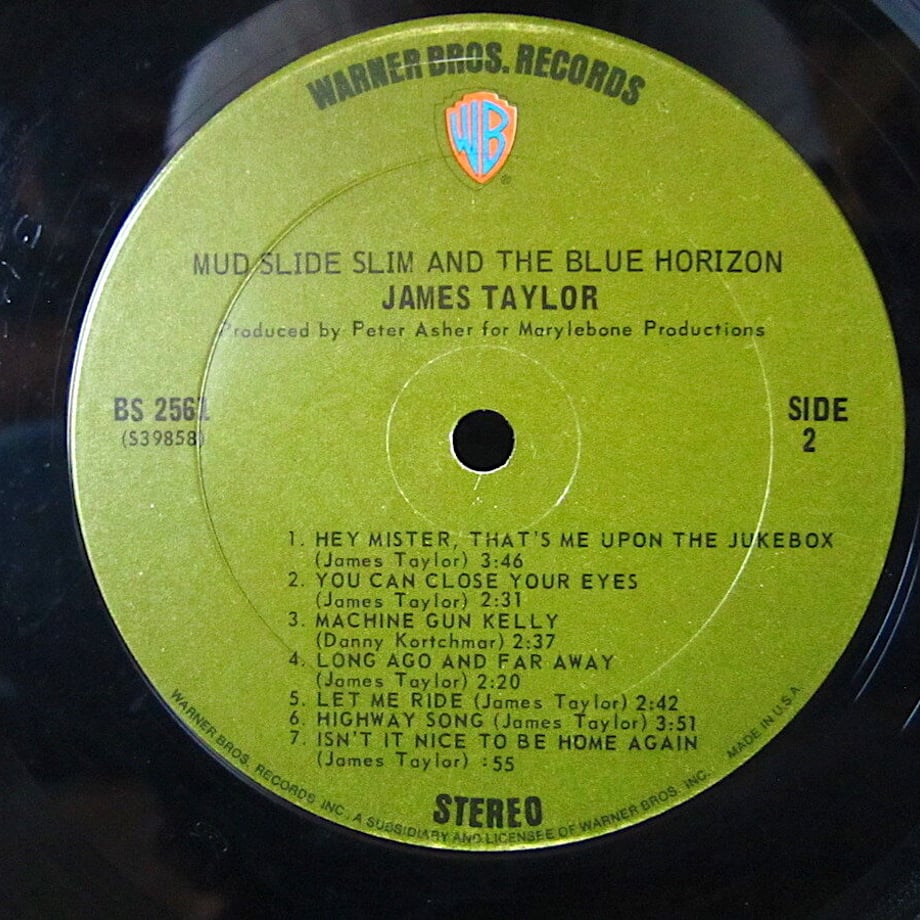 WARNER BROS. RECORDS
WB
®
MUD SLIDE SLIM AND THE BLUE HORIZON
JAMES TAYLOR
Produced by Peter Asher for Marylebone Productions
BS 2561
(S39858)
SIDE
2
1. HEY MISTER, THAT'S ME UPON THE JUKEBOX
(James Taylor) 3:46
2. YOU CAN CLOSE YOUR EYES
(James Taylor) 2:31
3. MACHINE GUN KELLY
(Danny Kortchmar) 2:37
4. LONG AGO AND FAR AWAY
(James Taylor) 2:20
5. LET ME RIDE (James Taylor) 2:42
6. HIGHWAY SONG (James Taylor) 3:51
7. ISN'T IT NICE TO BE HOME AGAIN
(James Taylor) :55
STEREO
WARNER BROS. RECORDS INC., A SUBSIDIARY AND LICENSEE OF WARNER BROS. INC. MADE IN U.S.A.